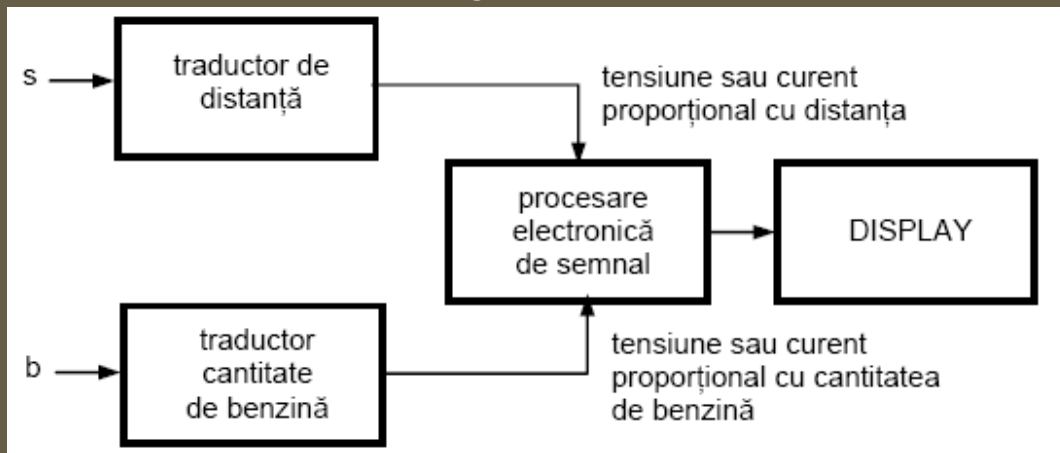 s
traductor de
distanță
tensiune sau curent
proporțional cu distanța
procesare
electronică
de semnal
DISPLAY
b
traductor
cantitate
de benzină
tensiune sau curent
proporțional cu cantitatea
de benzină